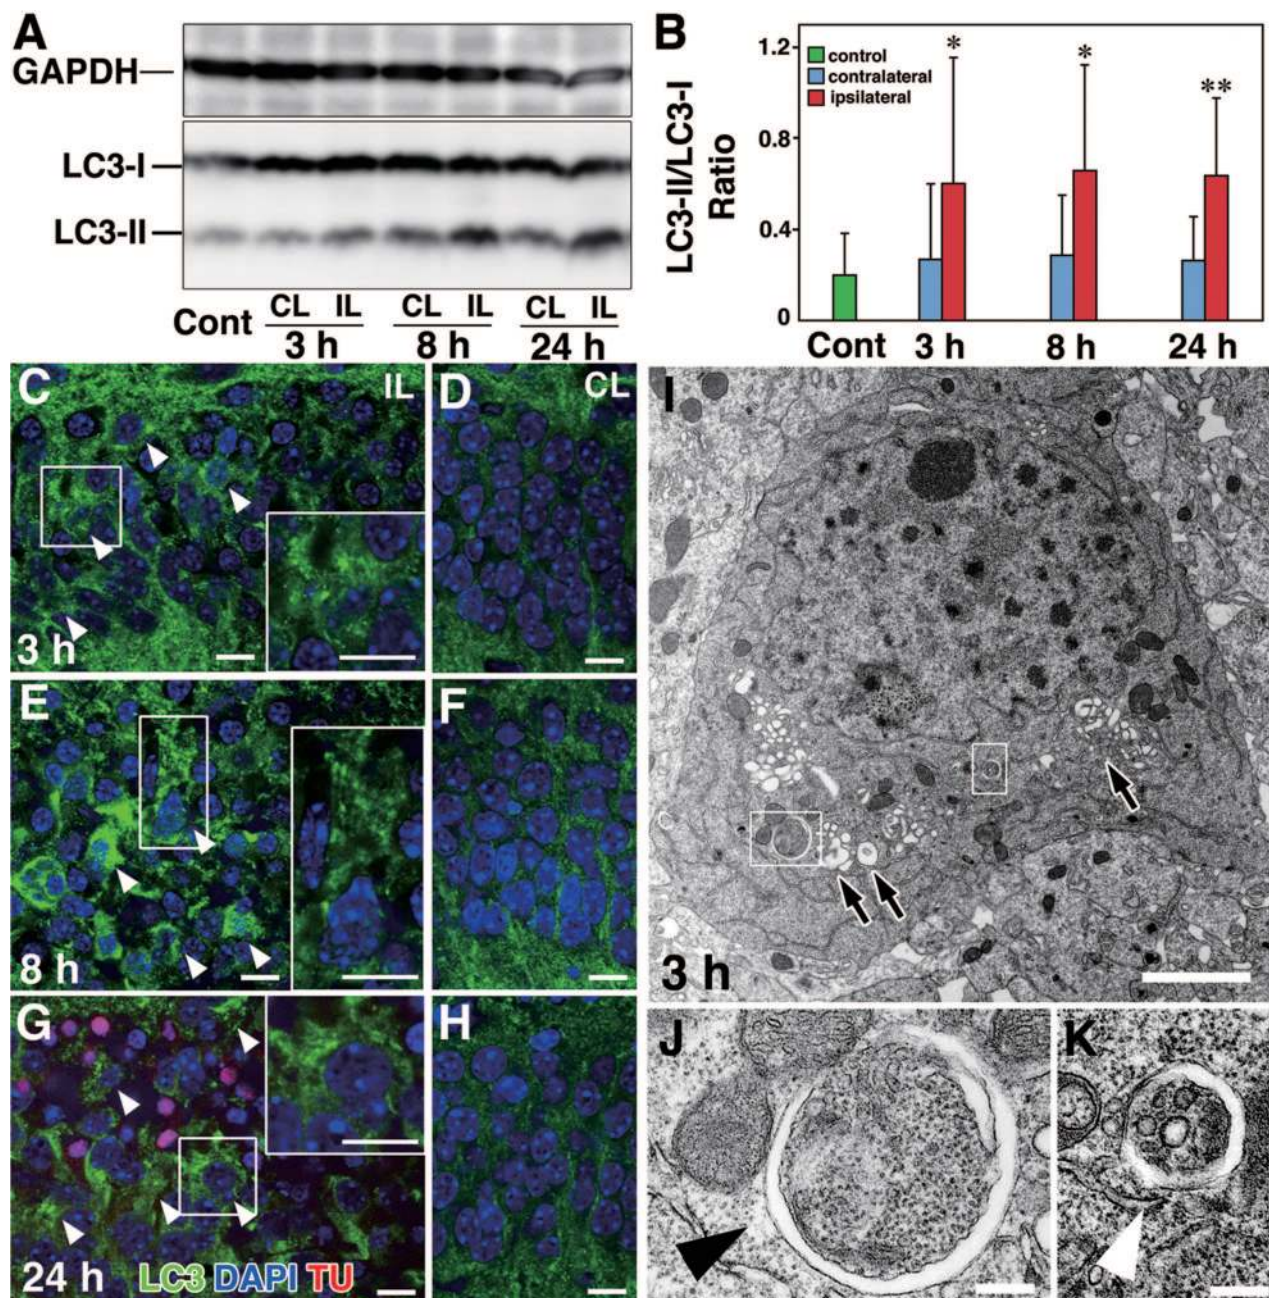 A
GAPDH
LC3-I
LC3-II
Cont
CL IL CL IL CL IL
3 h 8 h 24 h
B
LC3-II/LC3-I
Ratio
1.2
0.8
0.4
0
control
contralateral
ipsilateral
* * **
Cont 3 h 8 h 24 h
C IL
3 h
D CL
E
8 h
F
G
24 h
LC3 DAPI TU
H
I
3 h
J
K